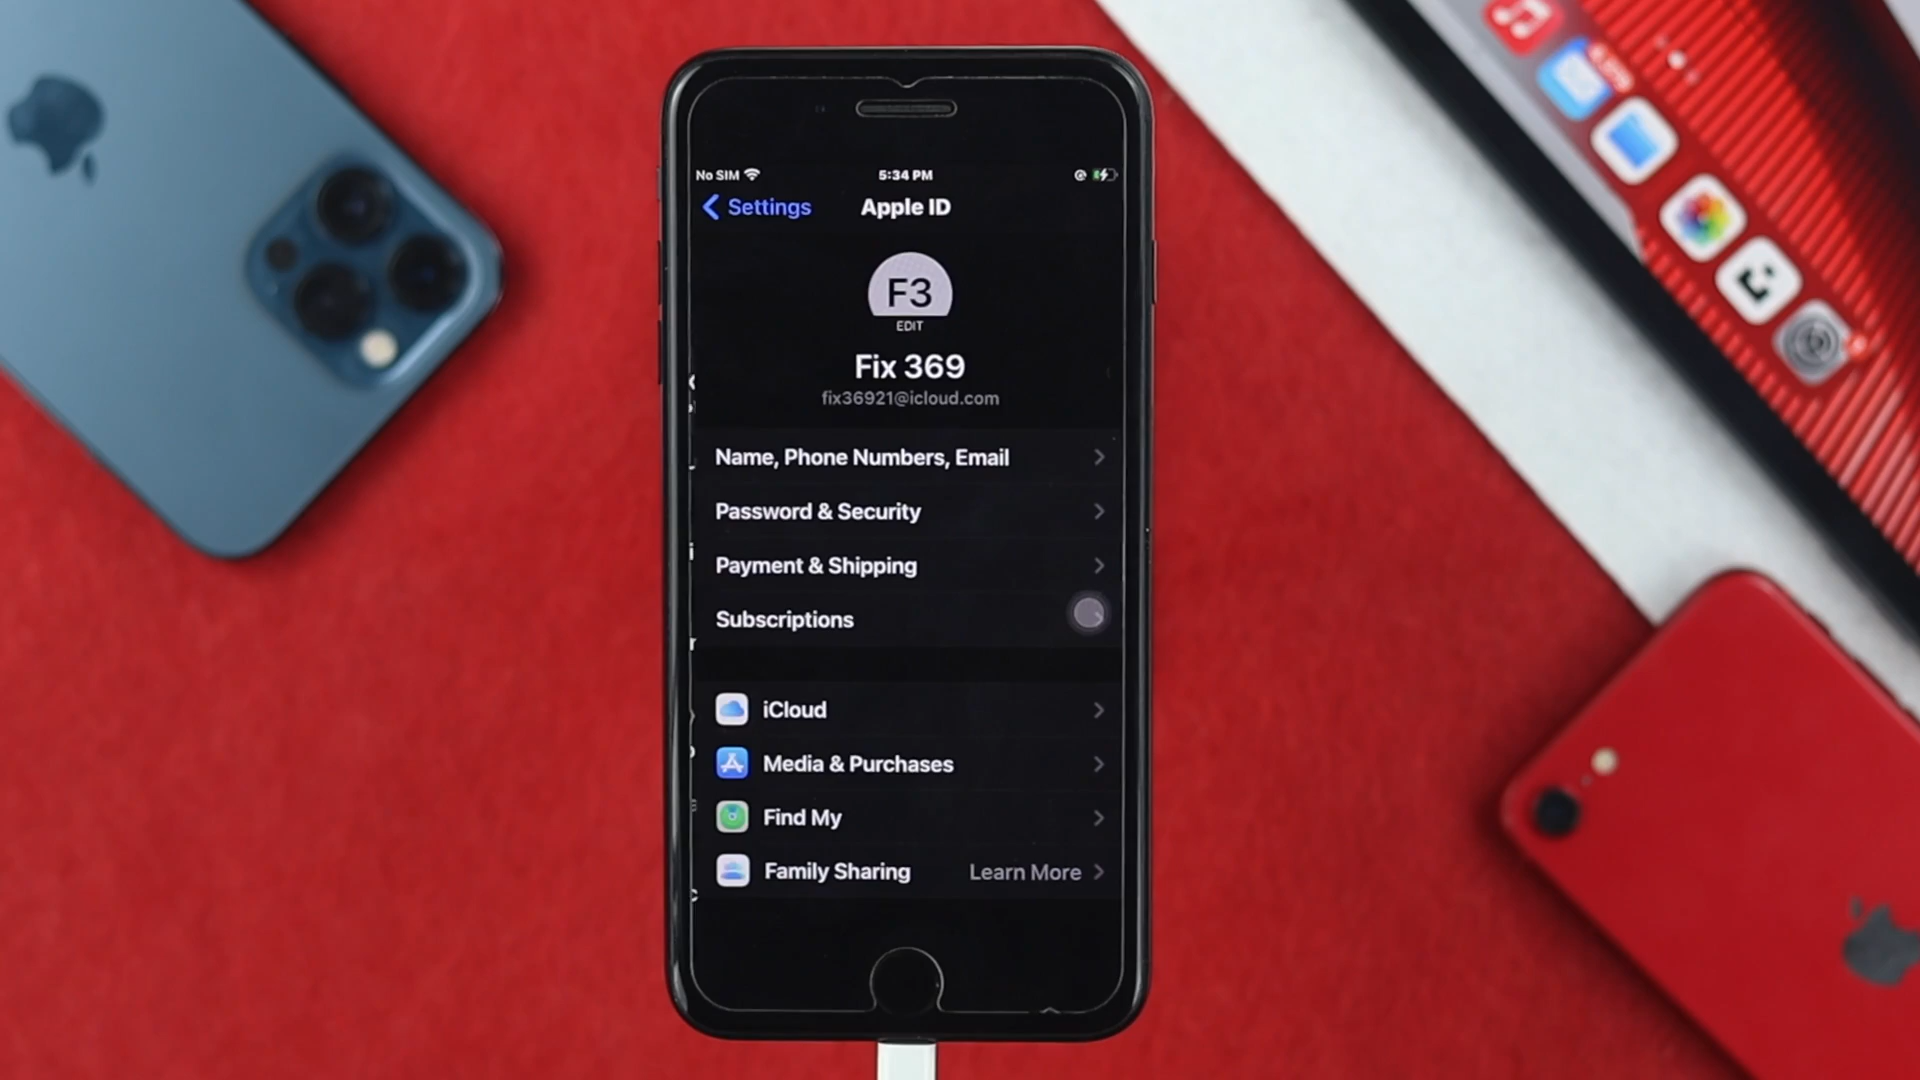 No SIM 5:34 PM
Settings Apple ID
F3
EDIT
Fix 369
fix36921@icloud.com
Name, Phone Numbers, Email
Password & Security
Payment & Shipping
Subscriptions
iCloud
Media & Purchases
Find My
Family Sharing Learn More